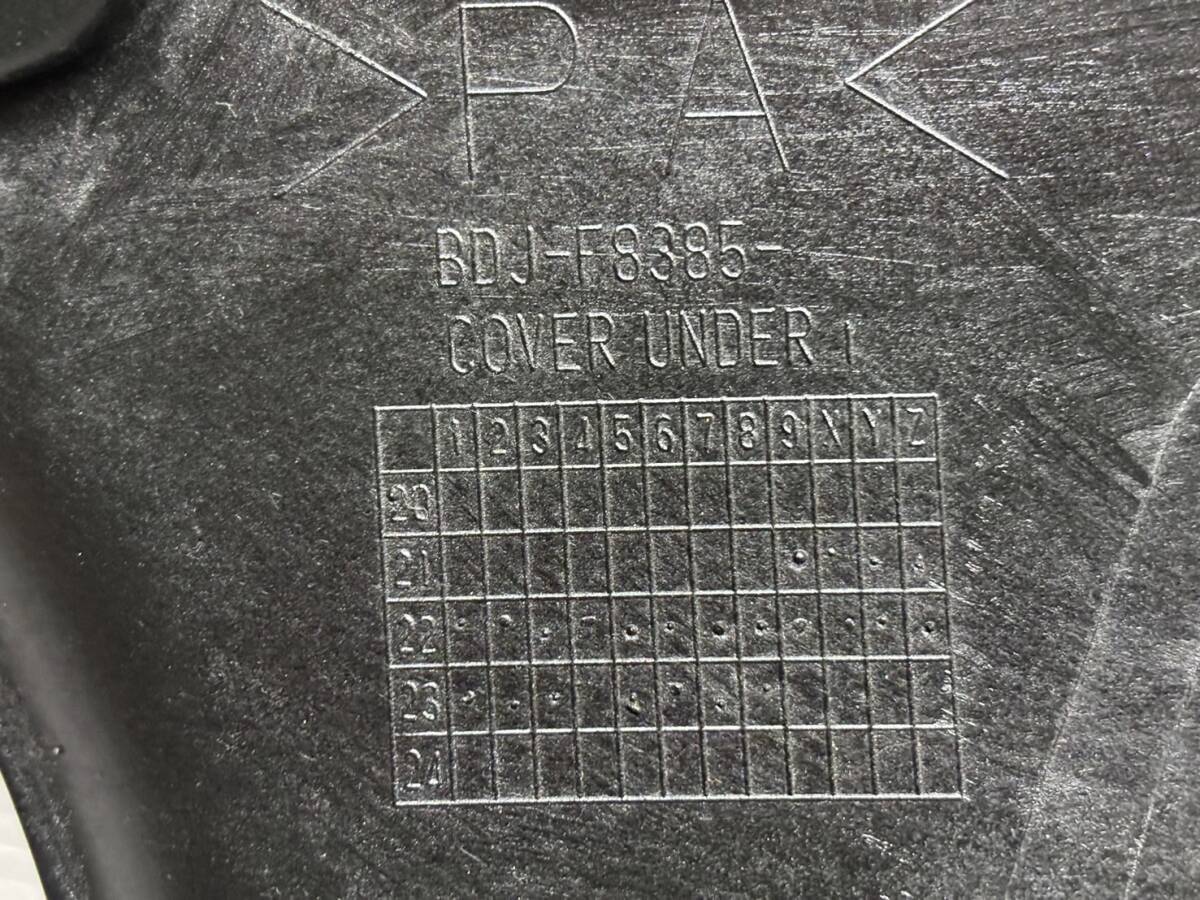 >PA<
BDJ-F8385-
COVER UNDER 1
1 2 3 4 5 6 7 8 9 X Y Z
20
21
22
23
24